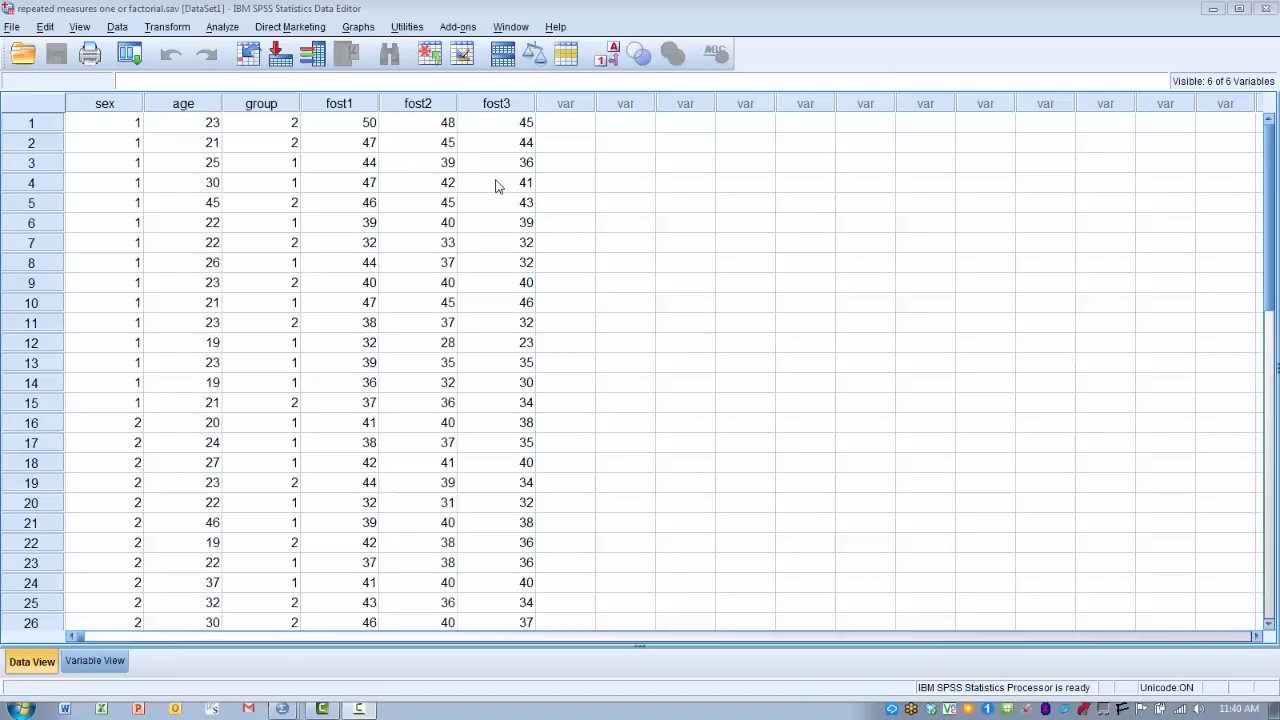 repeated measures one or factorial.sav [DataSet1] - IBM SPSS Statistics Data Editor
File Edit View Data Transform Analyze Direct Marketing Graphs Utilities Add-ons Window Help
Visible: 6 of 6 Variables
sex age group fost1 fost2 fost3 var var var var var var var var var var var var
1 1 23 2 50 48 45
2 1 21 2 47 45 44
3 1 25 1 44 39 36
4 1 30 1 47 42 41
5 1 45 2 46 45 43
6 1 22 1 39 40 39
7 1 22 2 32 33 32
8 1 26 1 44 37 32
9 1 23 2 40 40 40
10 1 21 1 47 45 46
11 1 23 2 38 37 32
12 1 19 1 32 28 23
13 1 23 1 39 35 35
14 1 19 1 36 32 30
15 1 21 2 37 36 34
16 2 20 1 41 40 38
17 2 24 1 38 37 35
18 2 27 1 42 41 40
19 2 23 2 44 39 34
20 2 22 1 32 31 32
21 2 46 1 39 40 38
22 2 19 2 42 38 36
23 2 22 1 37 38 36
24 2 37 1 41 40 40
25 2 32 2 43 36 34
26 2 30 2 46 40 37
Data View Variable View
IBM SPSS Statistics Processor is ready Unicode ON
11:40 AM